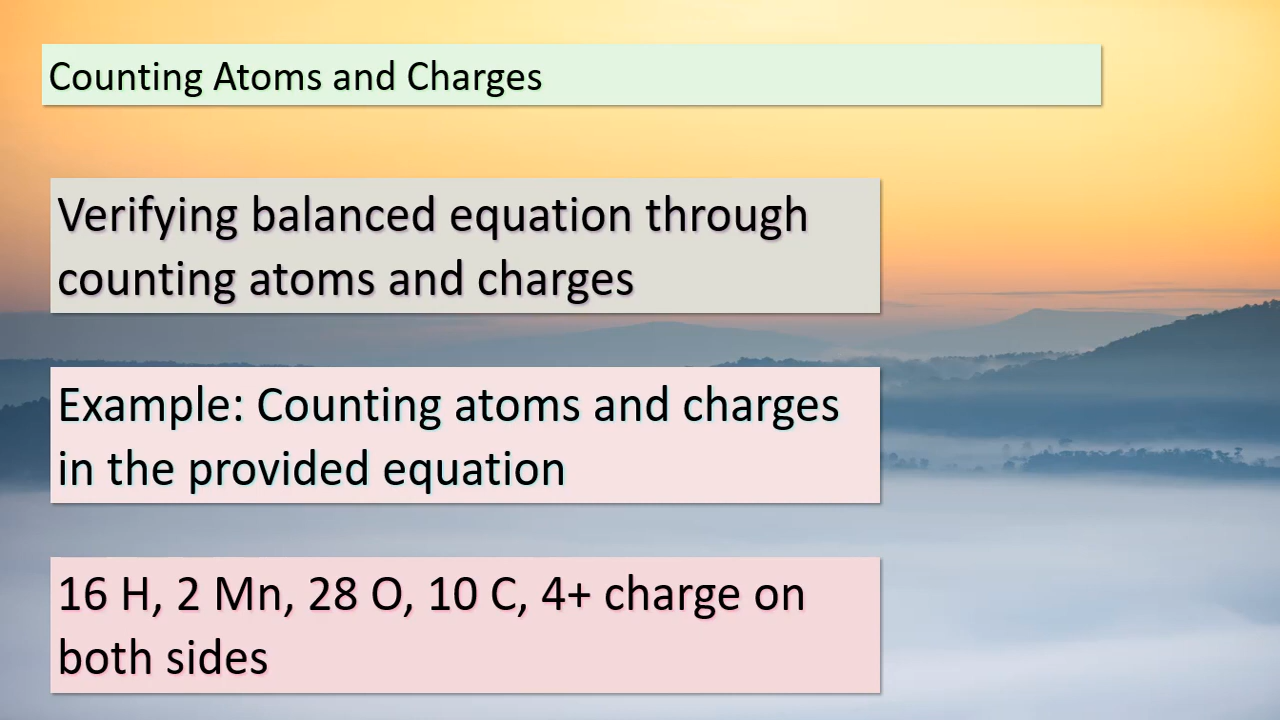 Counting Atoms and Charges
Verifying balanced equation through
counting atoms and charges
Example: Counting atoms and charges
in the provided equation
16 H, 2 Mn, 28 O, 10 C, 4+ charge on
both sides